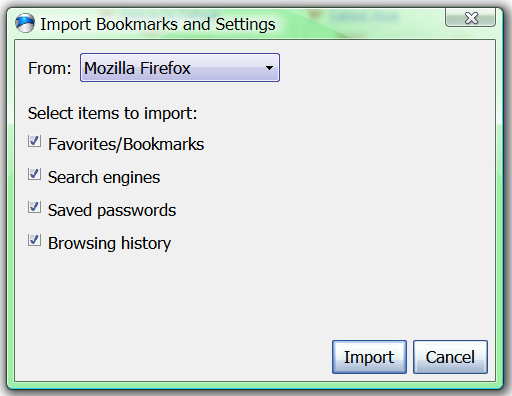 Import Bookmarks and Settings
From: Mozilla Firefox
Select items to import:
Favorites/Bookmarks
Search engines
Saved passwords
Browsing history
Import Cancel